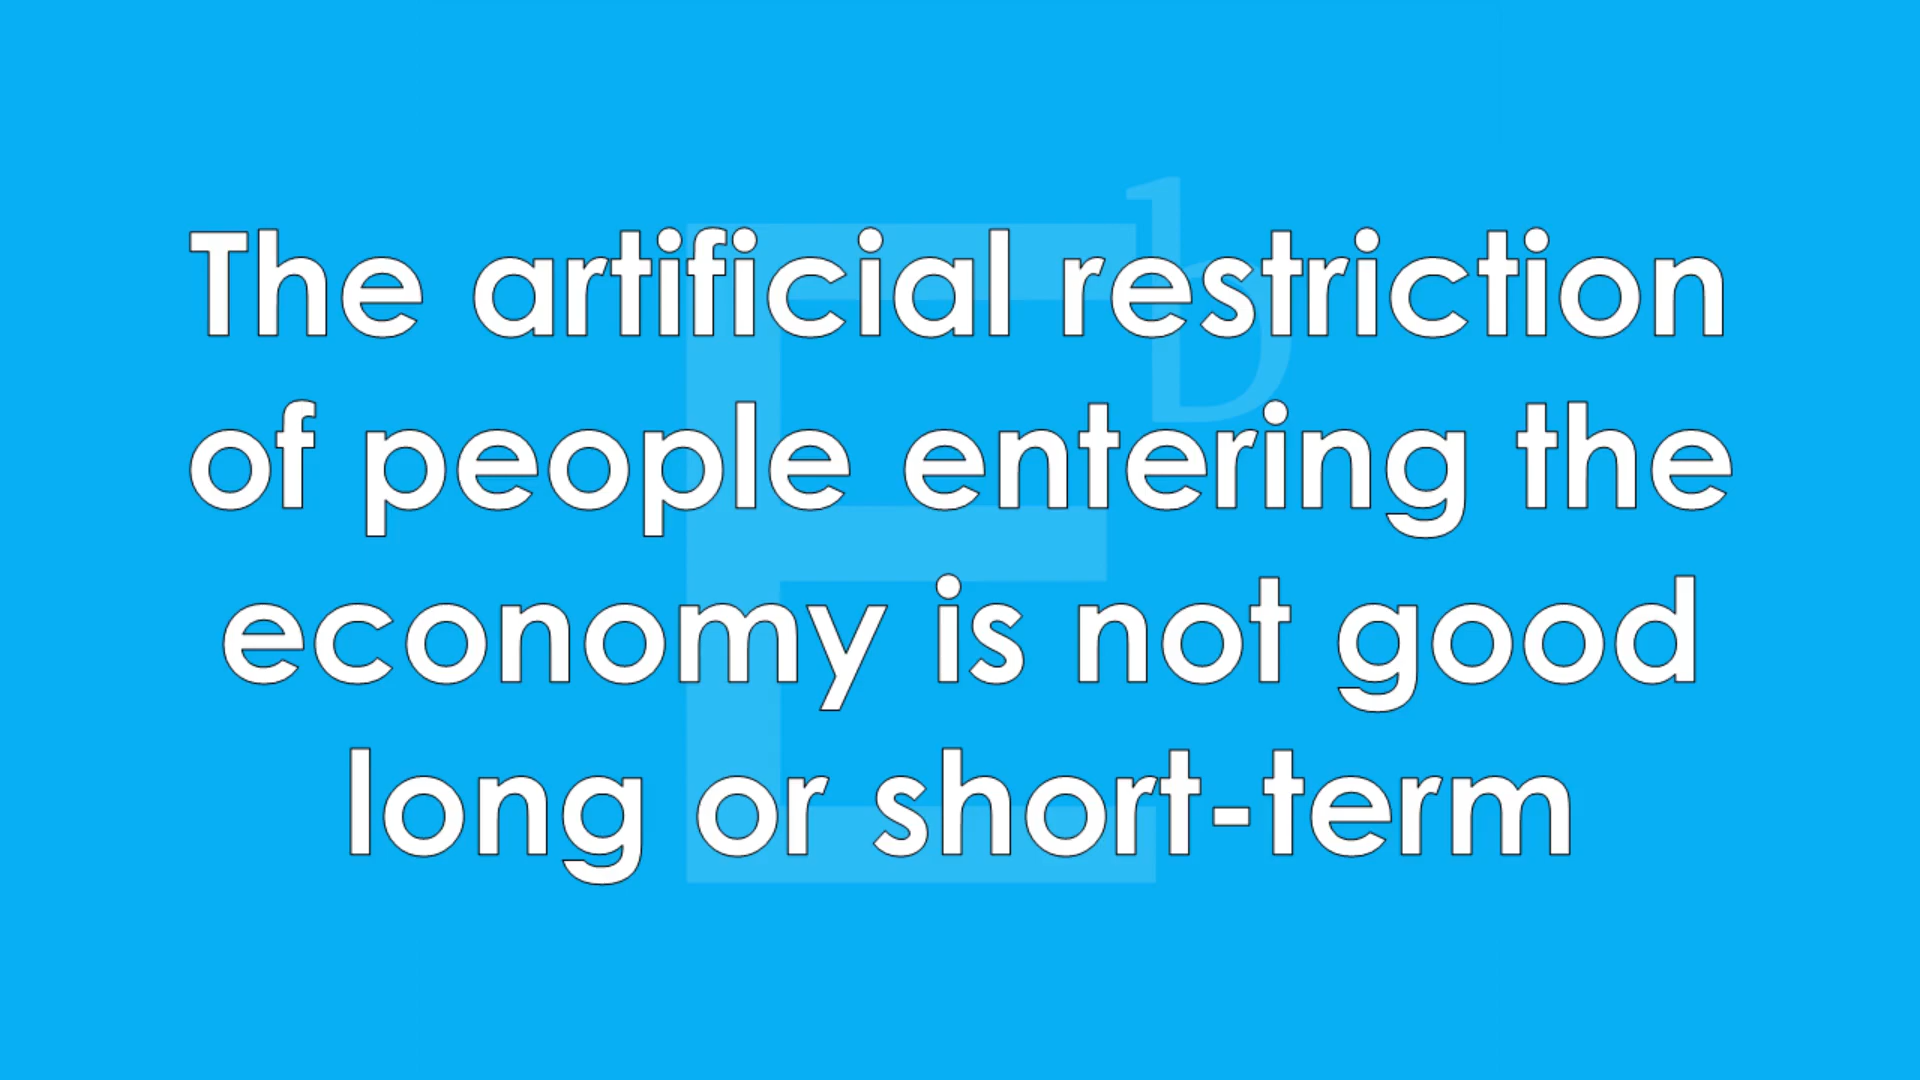 The artificial restriction
of people entering the
economy is not good
long or short-term
E b